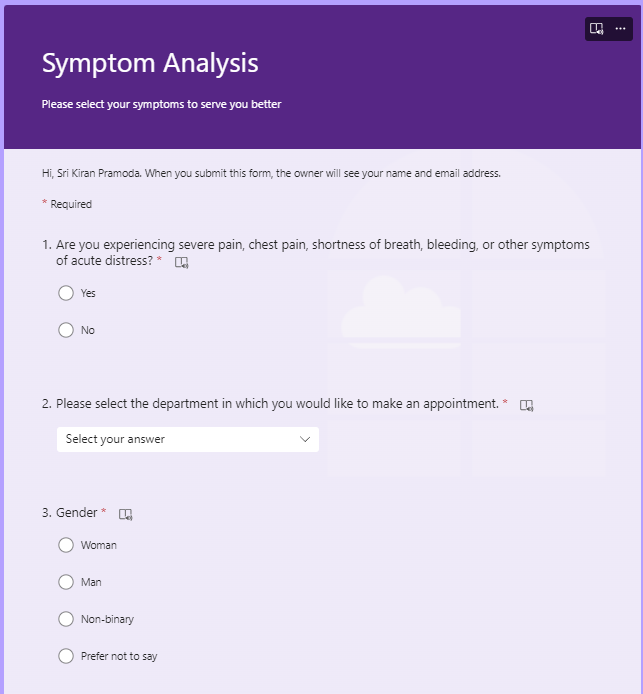 Symptom Analysis
Please select your symptoms to serve you better
Hi, Sri Kiran Pramoda. When you submit this form, the owner will see your name and email address.
* Required
1. Are you experiencing severe pain, chest pain, shortness of breath, bleeding, or other symptoms
of acute distress? *
Yes
No
2. Please select the department in which you would like to make an appointment. *
Select your answer
3. Gender *
Woman
Man
Non-binary
Prefer not to say